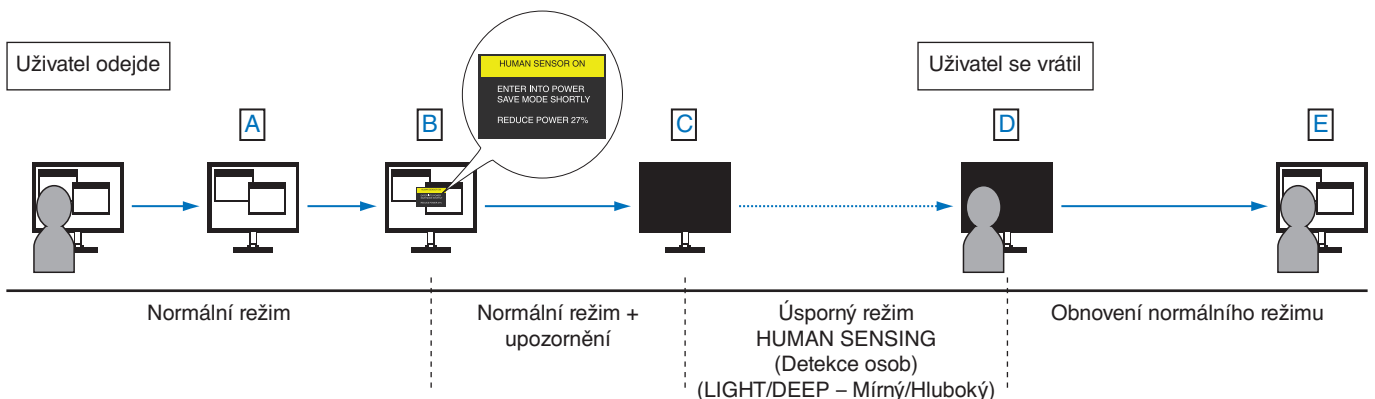 Uživatel odejde
HUMAN SENSOR ON
ENTER INTO POWER
SAVE MODE SHORTLY
REDUCE POWER 27%
Uživatel se vrátil
A
B
C
D
E
Normální režim
Normální režim +
upozornění
Úsporný režim
HUMAN SENSING
(Detekce osob)
(LIGHT/DEEP – Mírný/Hluboký)
Obnovení normálního režimu